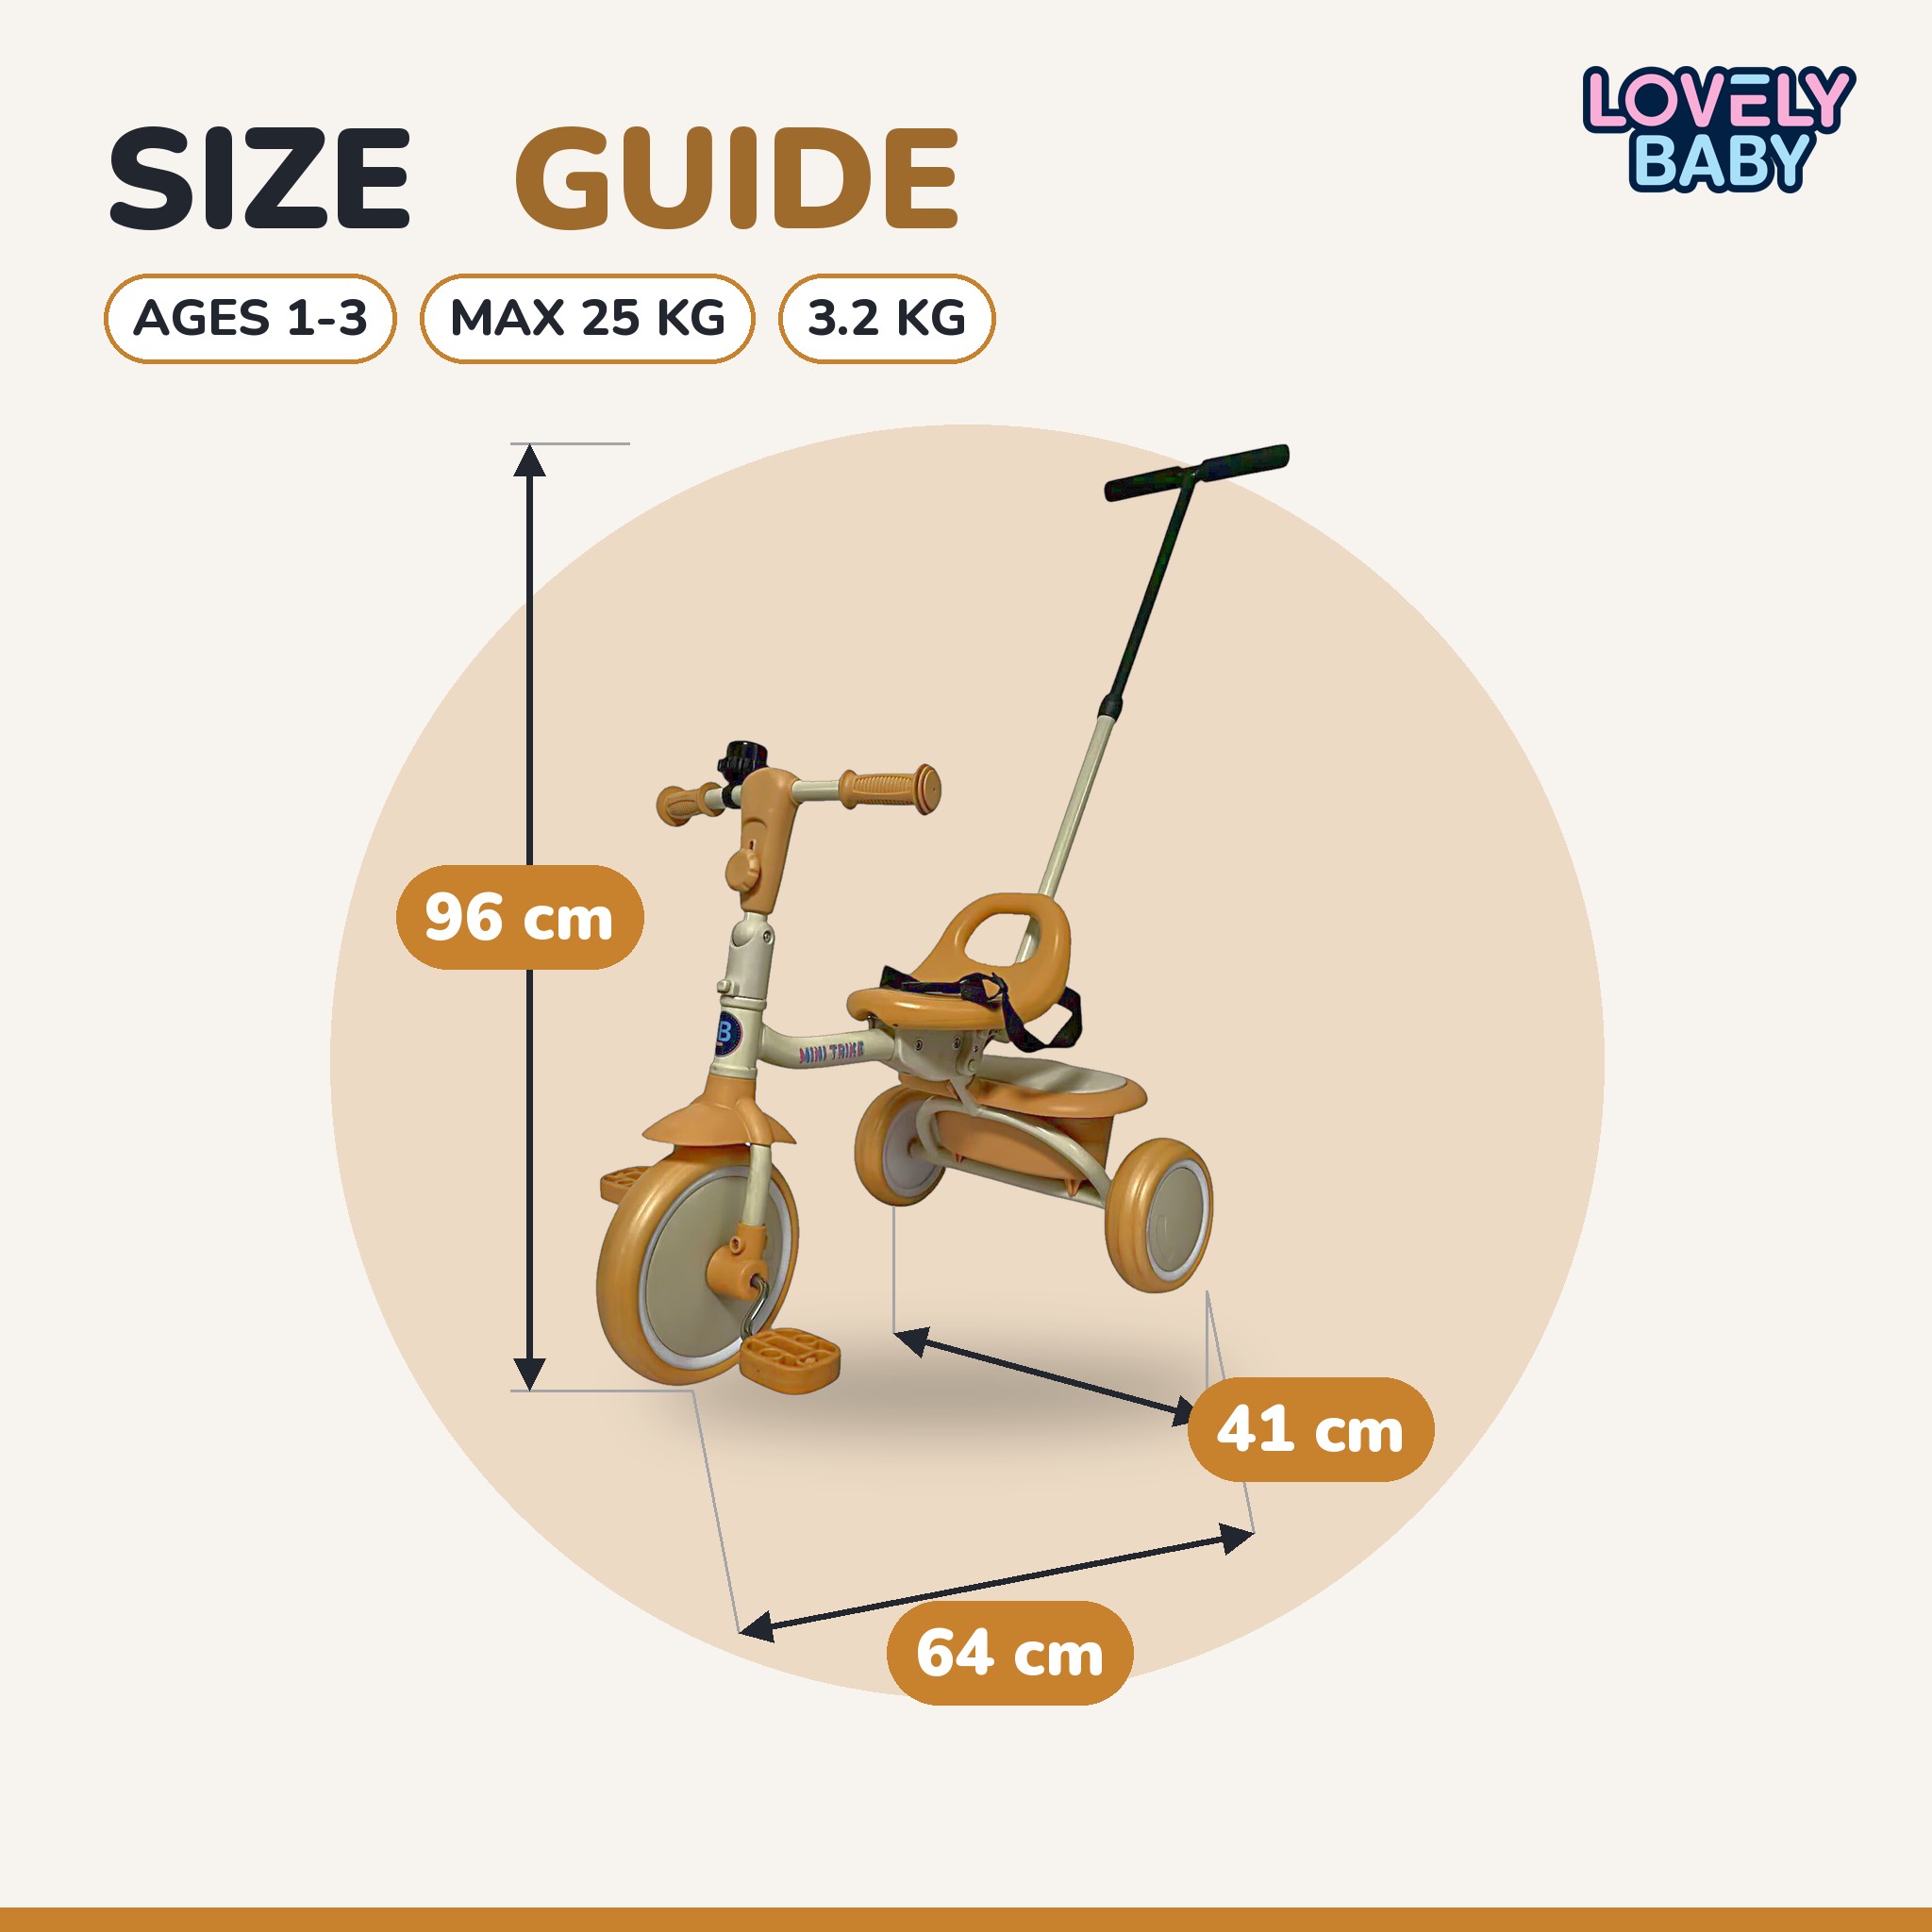 LOVELY
BABY
SIZE GUIDE
AGES 1-3
MAX 25 KG
3.2 KG
96 cm
B
MINI TRIKE
41 cm
64 cm